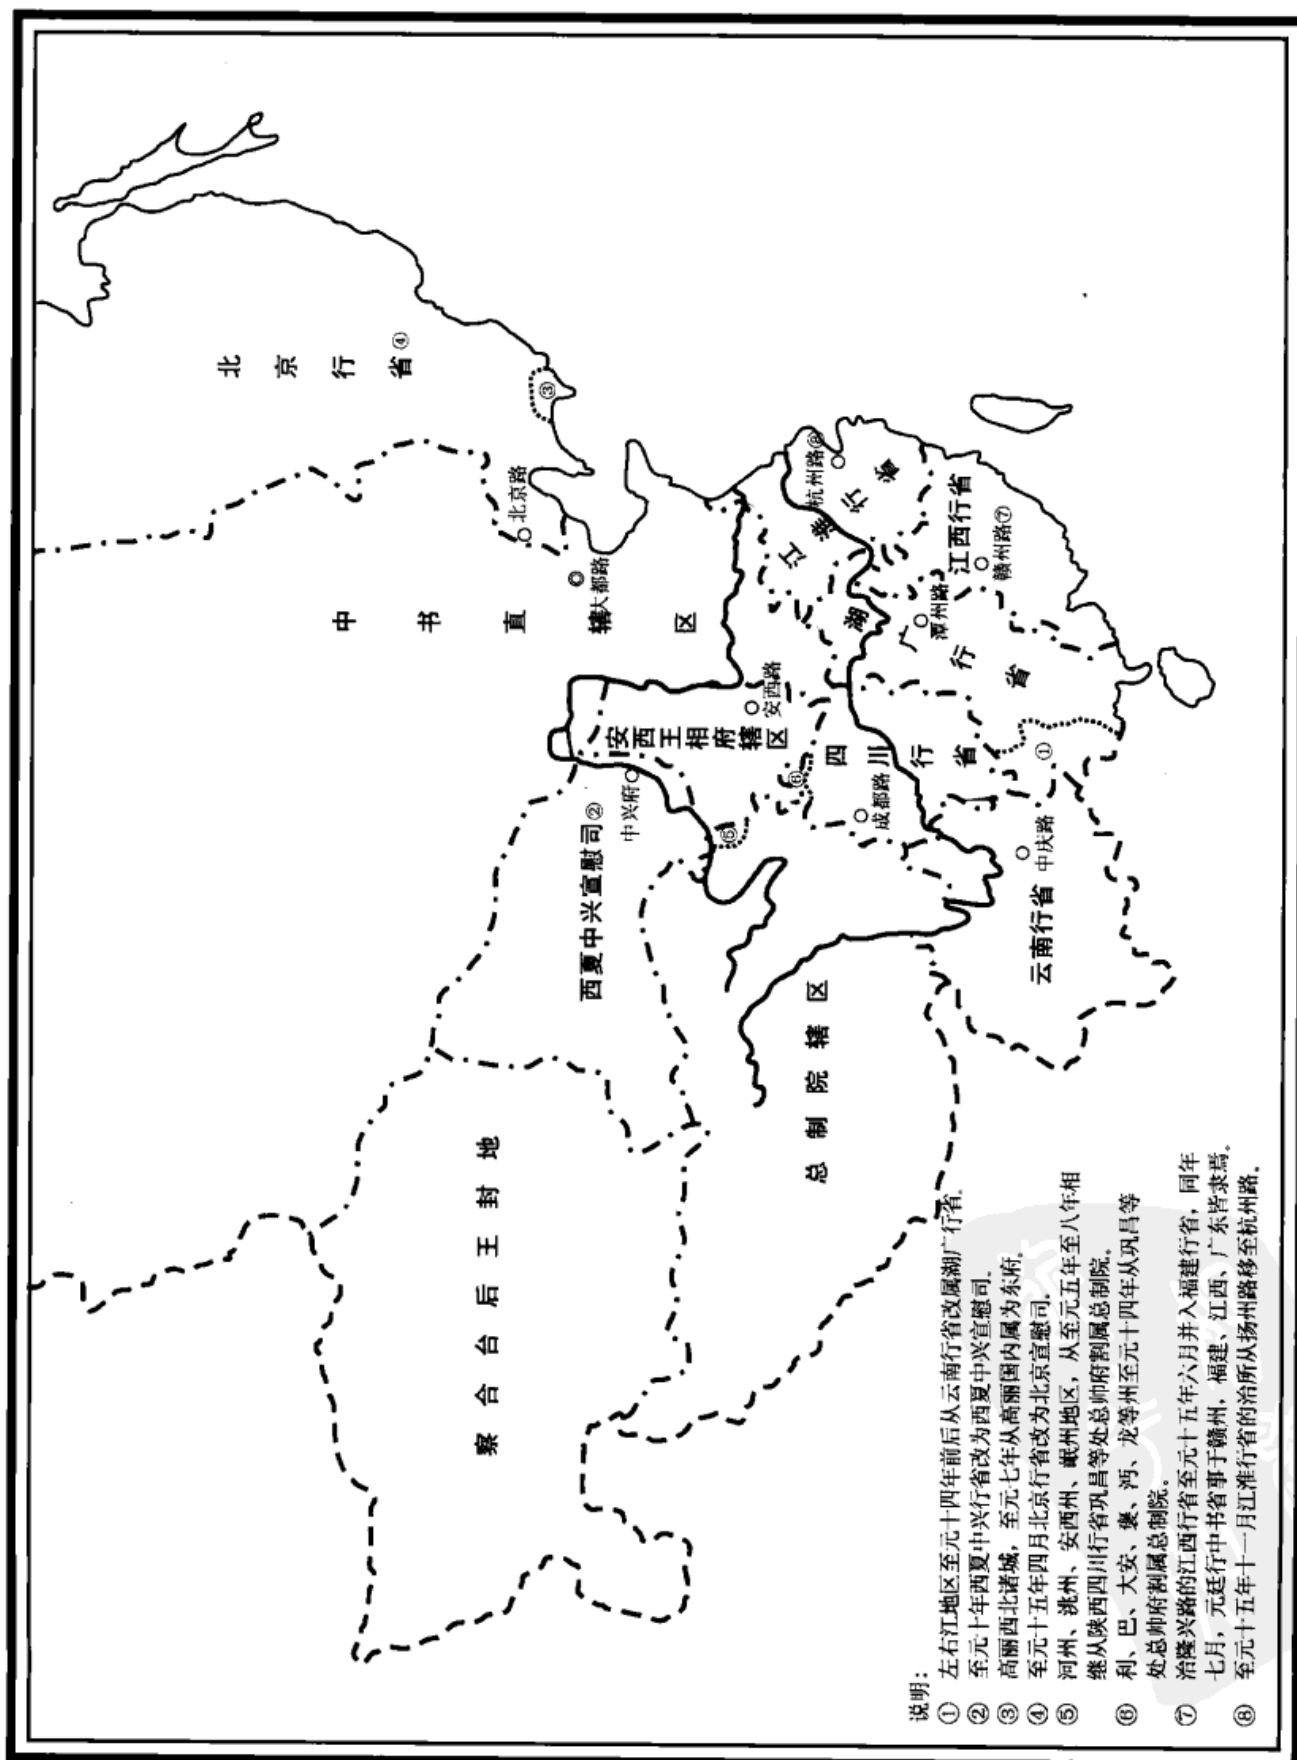 北京行省④
③
北京路
中书直辖区
大都路
杭州路⑧
江淮行省
江西行省
赣州路⑦
湖广行省
潭州路
安西路
安西王相府辖区
四川行省
⑥
成都路
①
中兴府
西夏中兴宣慰司②
⑤
云南行省
中庆路
总制院辖区
察合台后王封地
说明：
① 左右江地区至元十四年前后从云南行省改属湖广行省.
② 至元十年西夏中兴行省改为西夏中兴宣慰司.
③ 高丽西北诸城，至元七年从高丽国内属为东府.
④ 至元十五年四月北京行省改为北京宣慰司.
⑤ 河州、洮州、安西州、岷州地区，从至元五年至八年相
继从陕西四川行省巩昌等处总帅府割属总制院。
⑥ 利、巴、大安、褒、沔、龙等州至元十四年从巩昌等
处总帅府割属总制院。
⑦ 治隆兴路的江西行省至元十五年六月并入福建行省，同年
七月，元廷行中书省事于赣州，福建、江西、广东皆隶焉.
⑧ 至元十五年十一月江淮行省的治所从扬州路移至杭州路.